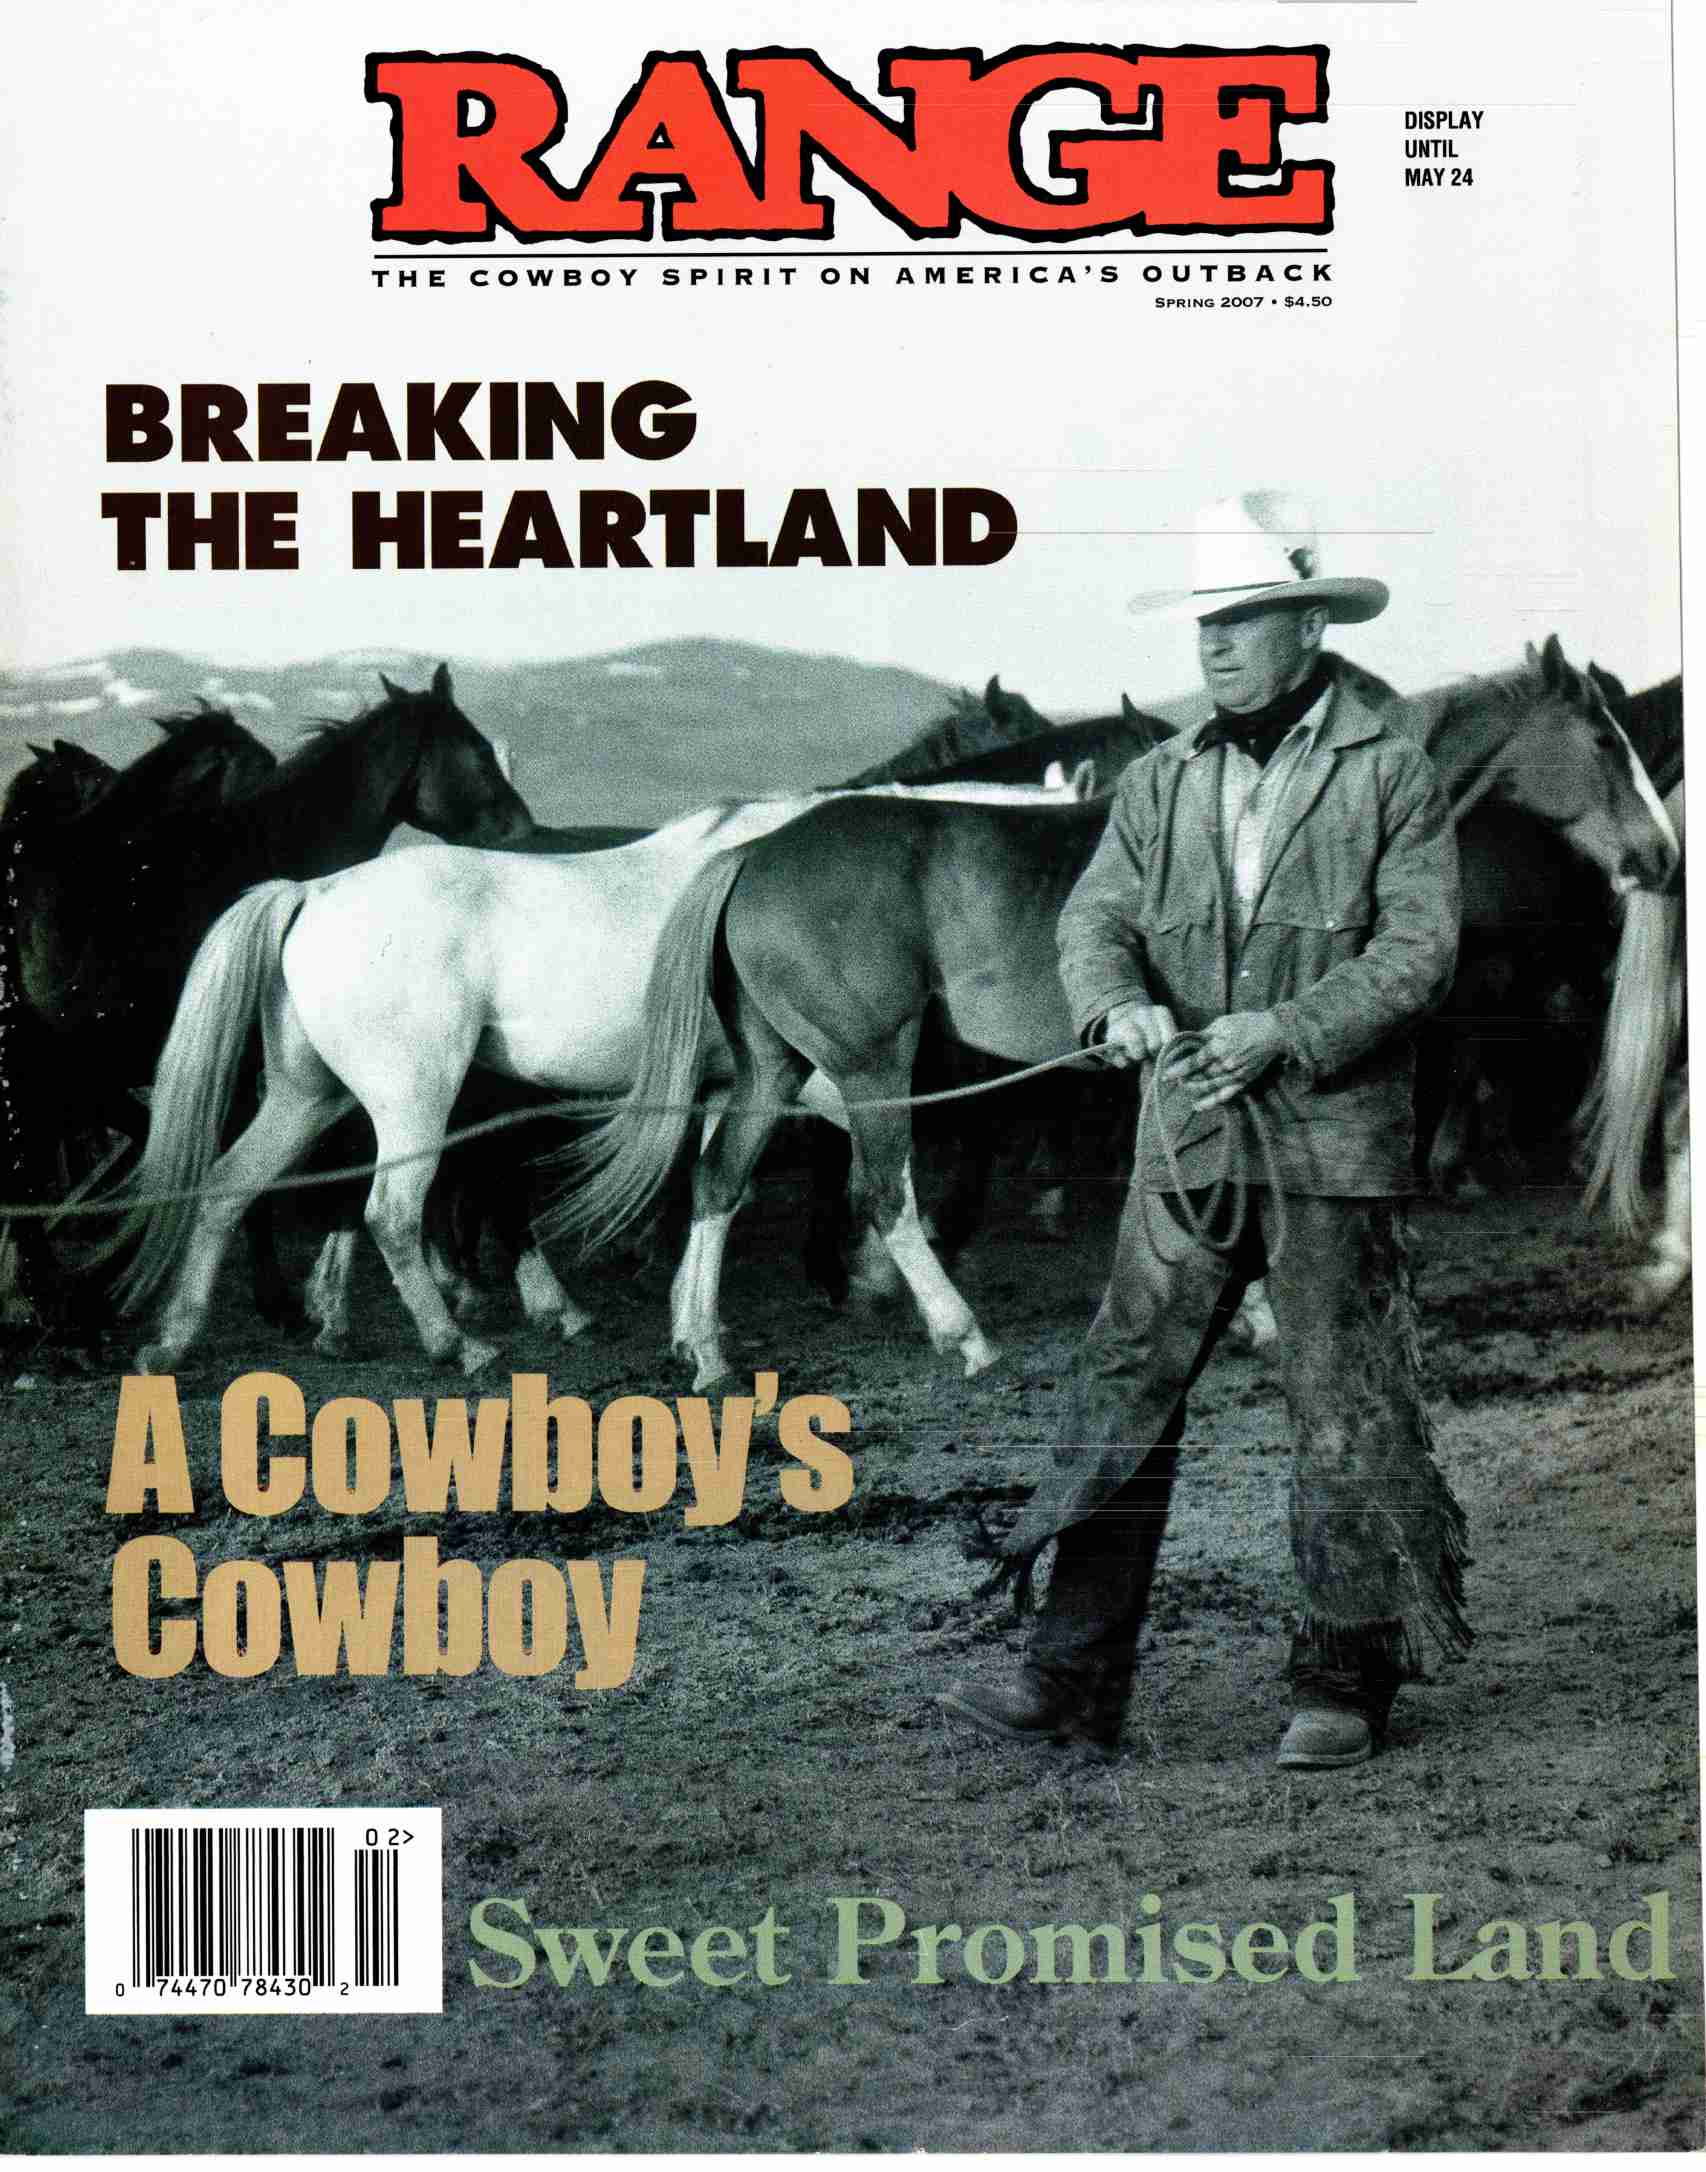 RANGE
DISPLAY
UNTIL
MAY 24
THE COWBOY SPIRIT ON AMERICA'S OUTBACK
SPRING 2007 • $4.50
BREAKING
THE HEARTLAND
A Cowboy's
Cowboy
0 2>
0 74470 78430 2
Sweet Promised Land